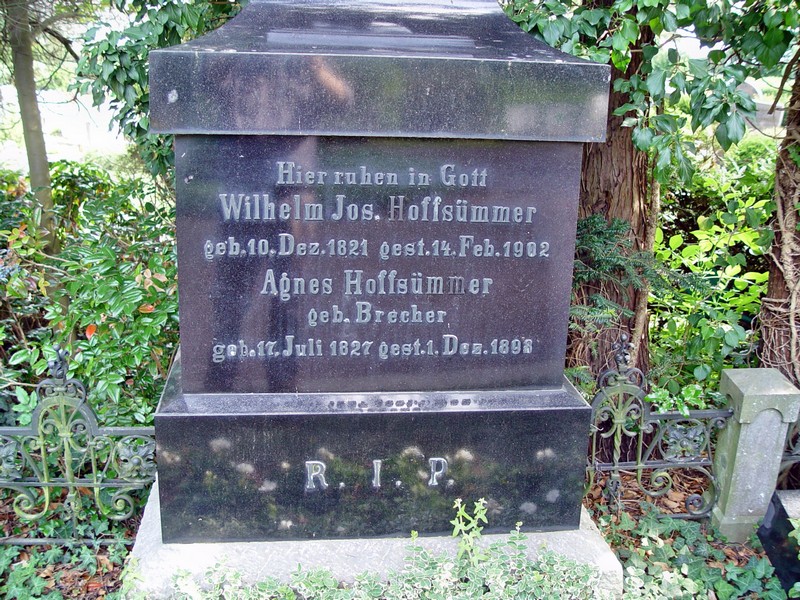 Hier ruhen in Gott
Wilhelm Jos. Hoffsümmer
geb. 10. Dez. 1821 gest. 14. Feb. 1902
Agnes Hoffsümmer
geb. Brecher
geb. 17. Juli 1827 gest. 1. Dez. 1893
R. I. P.